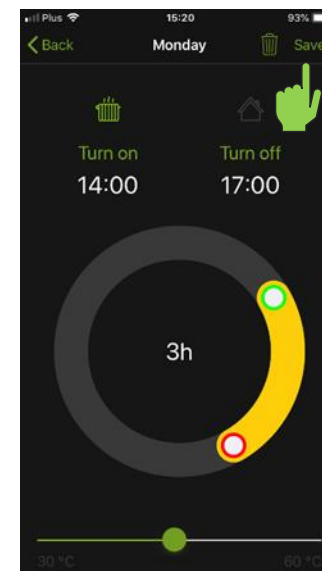 Plus 15:20 93%
Back Monday Save
Turn on Turn off
14:00 17:00
3h
30 °C 60 °C